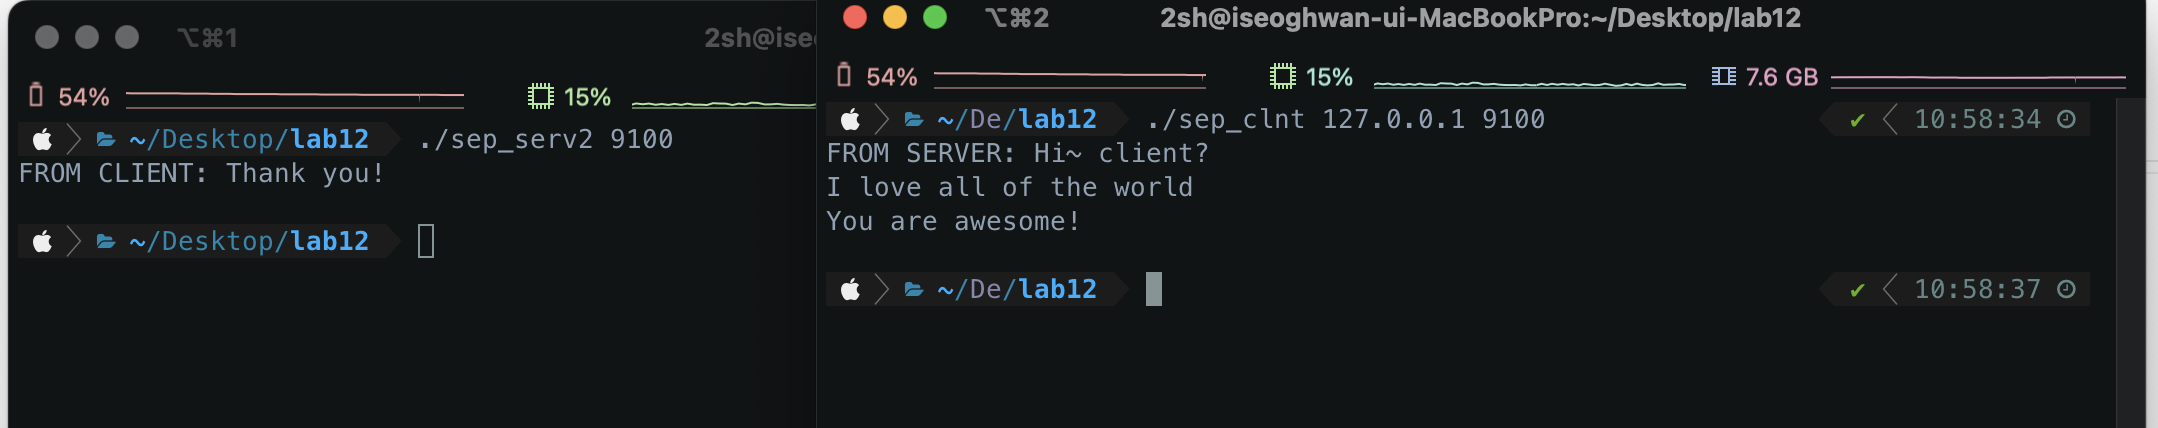 ⌥⌘1
2sh@ise
54%
15%
~/Desktop/lab12 ./sep_serv2 9100
FROM CLIENT: Thank you!
~/Desktop/lab12
⌥⌘2
2sh@iseoghwan-ui-MacBookPro:~/Desktop/lab12
54%
15%
7.6 GB
~/De/lab12 ./sep_clnt 127.0.0.1 9100 ✔ 10:58:34
FROM SERVER: Hi~ client?
I love all of the world
You are awesome!
~/De/lab12 ✔ 10:58:37